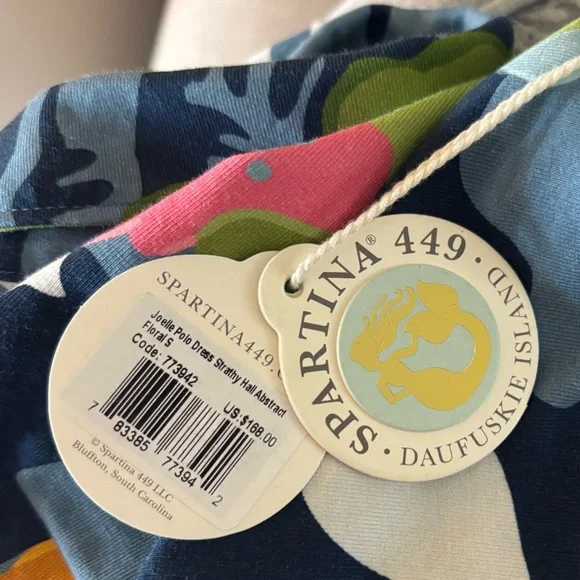 SPARTINA® 449 · DAUFUSKIE ISLAND ·
SPARTINA449.
Joelle Polo Dress Strathy Hall Abstract
Floral S
Code: 773942
US:$168.00
7 83385 77394 2
© Spartina 449 LLC
Bluffton, South Carolina